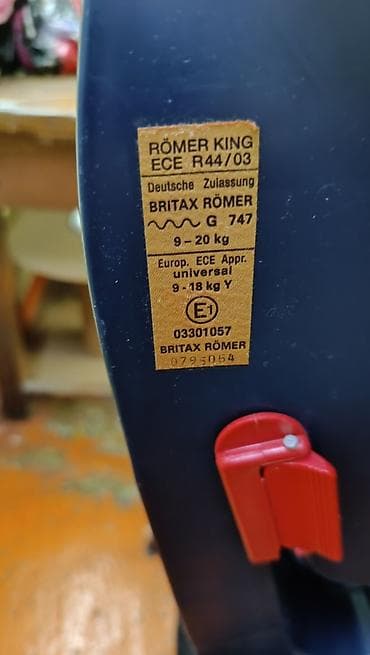 RÖMER KING
ECE R44/03
Deutsche Zulassung
BRITAX RÖMER
G 747
9 – 20 kg
Europ. ECE Appr.
universal
9 - 18 kg Y
E1
03301057
BRITAX RÖMER